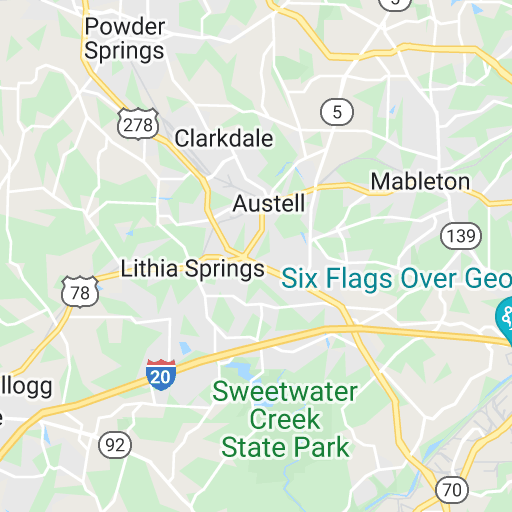 Powder
Springs
5
278
Clarkdale
Mableton
Austell
139
Lithia Springs
Six Flags Over Geo
78
20
llogg
Sweetwater
Creek
State Park
92
70